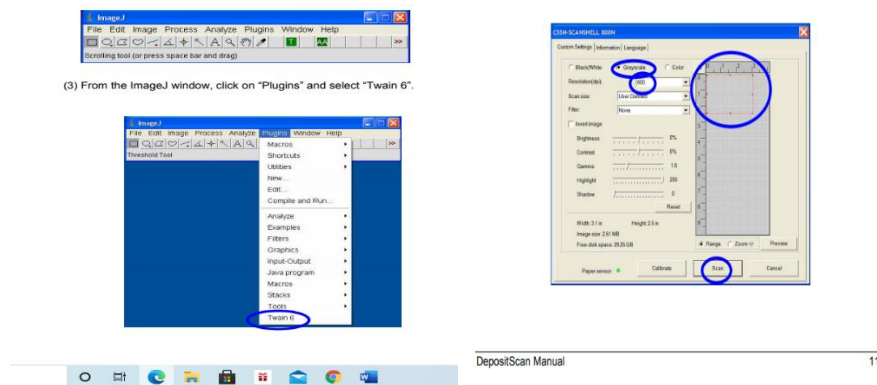 ImageJ
File Edit Image Process Analyze Plugins Window Help
Scrolling tool (or press space bar and drag)
(3) From the ImageJ window, click on “Plugins” and select “Twain 6”.
ImageJ
File Edit Image Process Analyze Plugins Window Help
Threshold Tool
Macros
Shortcuts
Utilities
New...
Edit...
Compile and Run...
Analyze
Examples
Filters
Graphics
Input-Output
Java program
Macros
Stacks
Tools
Twain 6
CSSN-SCANSHELL 800N
Custom Settings Information Language
Black/White Grayscale Color
Resolution(dpi): 600
Scan size: User Defined
Filter: None
Invert image
Brightness 0%
Contrast 0%
Gamma 1.8
Highlight 255
Shadow 0
Reset
Width: 3.1 in Height: 2.5 in
Image size: 2.61 MB
Free disk space: 29.25 GB
Range Zoom Preview
Paper sensor: Calibrate Scan Cancel
DepositScan Manual 11